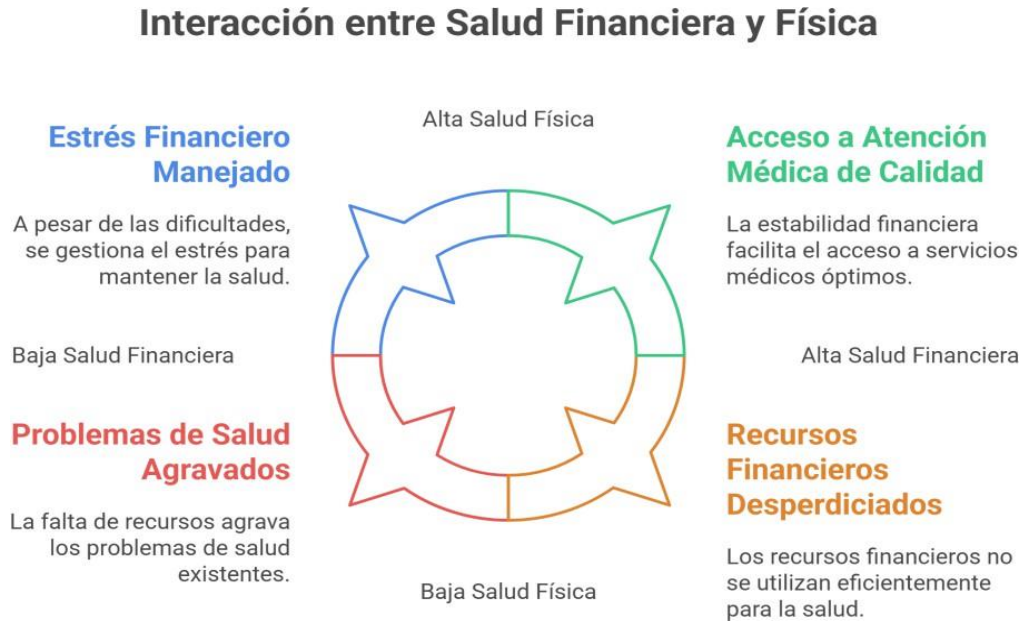 Interacción entre Salud Financiera y Física
Alta Salud Física
Estrés Financiero
Manejado
A pesar de las dificultades,
se gestiona el estrés para
mantener la salud.
Acceso a Atención
Médica de Calidad
La estabilidad financiera
facilita el acceso a servicios
médicos óptimos.
Baja Salud Financiera
Alta Salud Financiera
Problemas de Salud
Agravados
La falta de recursos agrava
los problemas de salud
existentes.
Recursos
Financieros
Desperdiciados
Los recursos financieros no
se utilizan eficientemente
para la salud.
Baja Salud Física